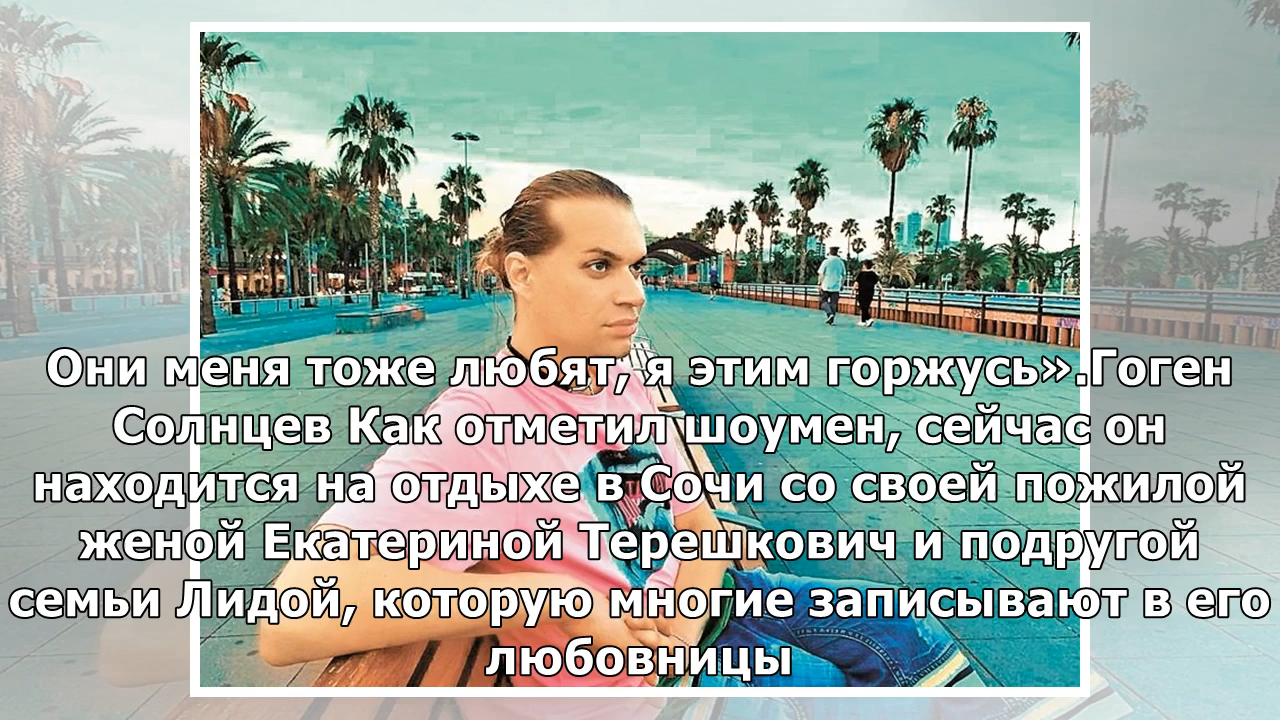 Они меня тоже любят, я этим горжусь».Гоген
Солнцев Как отметил шоумен, сейчас он
находится на отдыхе в Сочи со своей пожилой
женой Екатериной Терешкович и подругой
семьи Лидой, которую многие записывают в его
любовницы